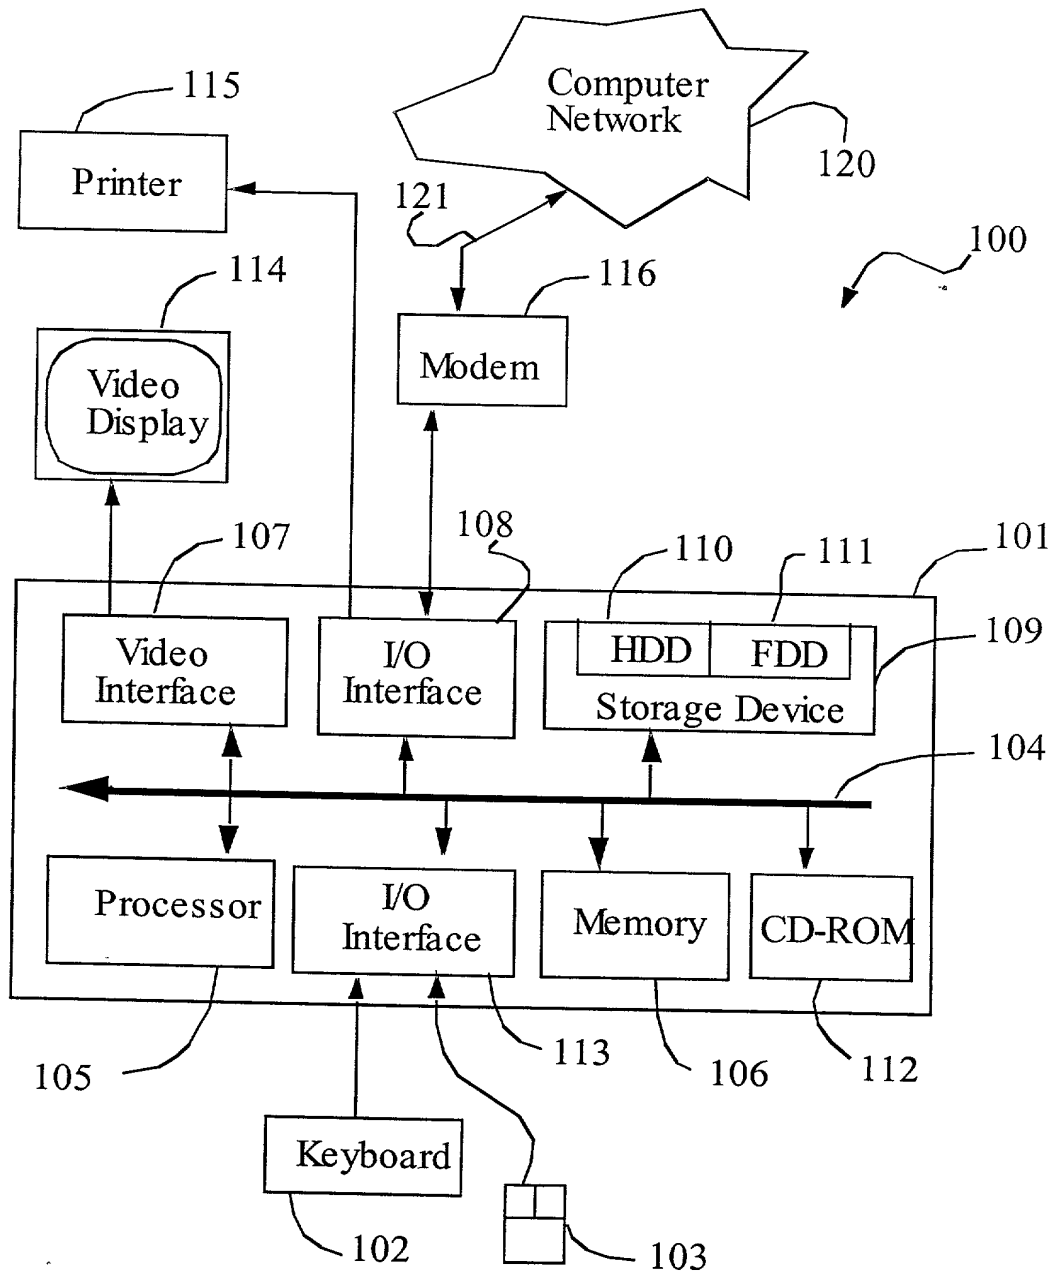 115
Printer
Computer
Network
120
121
100
114
116
Video
Display
Modem
107
108
110
111
101
109
Video
Interface
I/O
Interface
HDD
FDD
Storage Device
104
Processor
I/O
Interface
Memory
CD-ROM
105
113
106
112
Keyboard
102
103